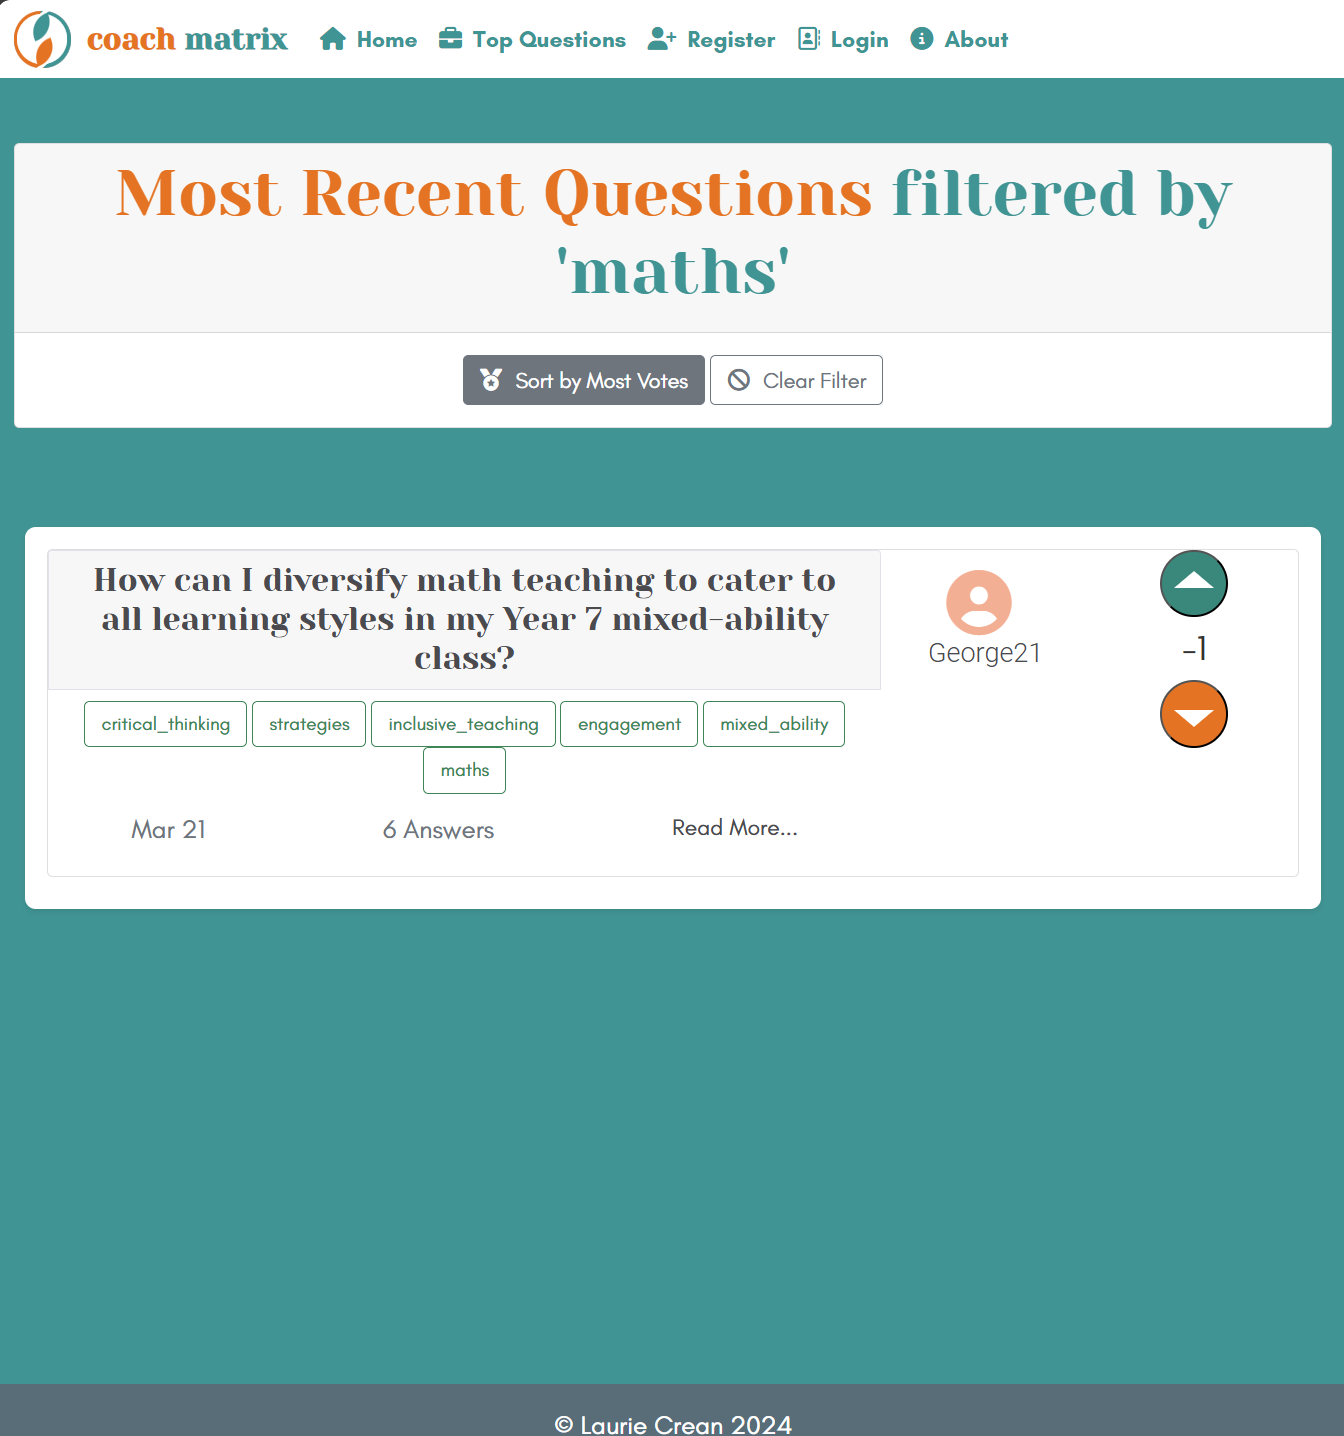 coach matrix Home Top Questions Register Login About
Most Recent Questions filtered by
'maths'
Sort by Most Votes Clear Filter
How can I diversify math teaching to cater to
all learning styles in my Year 7 mixed-ability
class?
George21
-1
critical_thinking strategies inclusive_teaching engagement mixed_ability
maths
Mar 21 6 Answers Read More...
© Laurie Crean 2024